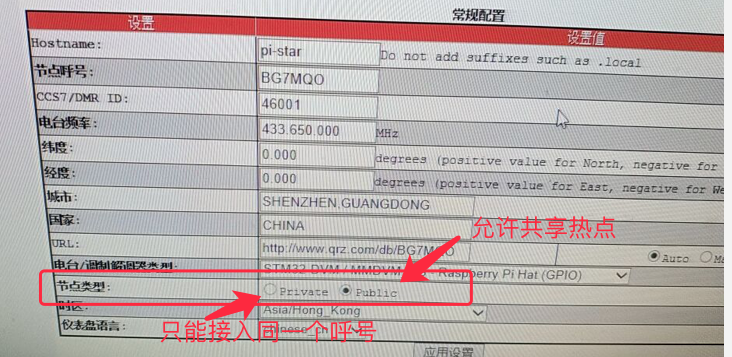 常规配置
设置 设置值
Hostname: pi-star Do not add suffixes such as .local
节点呼号: BG7MQO
CCS7/DMR ID: 46001
电台频率: 433.650.000 MHz
纬度: 0.000 degrees (positive value for North, negative for
经度: 0.000 degrees (positive value for East, negative for We
城市: SHENZHEN,GUANGDONG
国家: CHINA
允许共享热点
URL: http://www.qrz.com/db/BG7MQO Auto
电台/调制解调器类型: STM32-DVM / MMDVM Raspberry Pi Hat (GPIO)
节点类型: Private Public
时区: Asia/Hong_Kong
只能接入同一个呼号
仪表盘语言:
应用设置